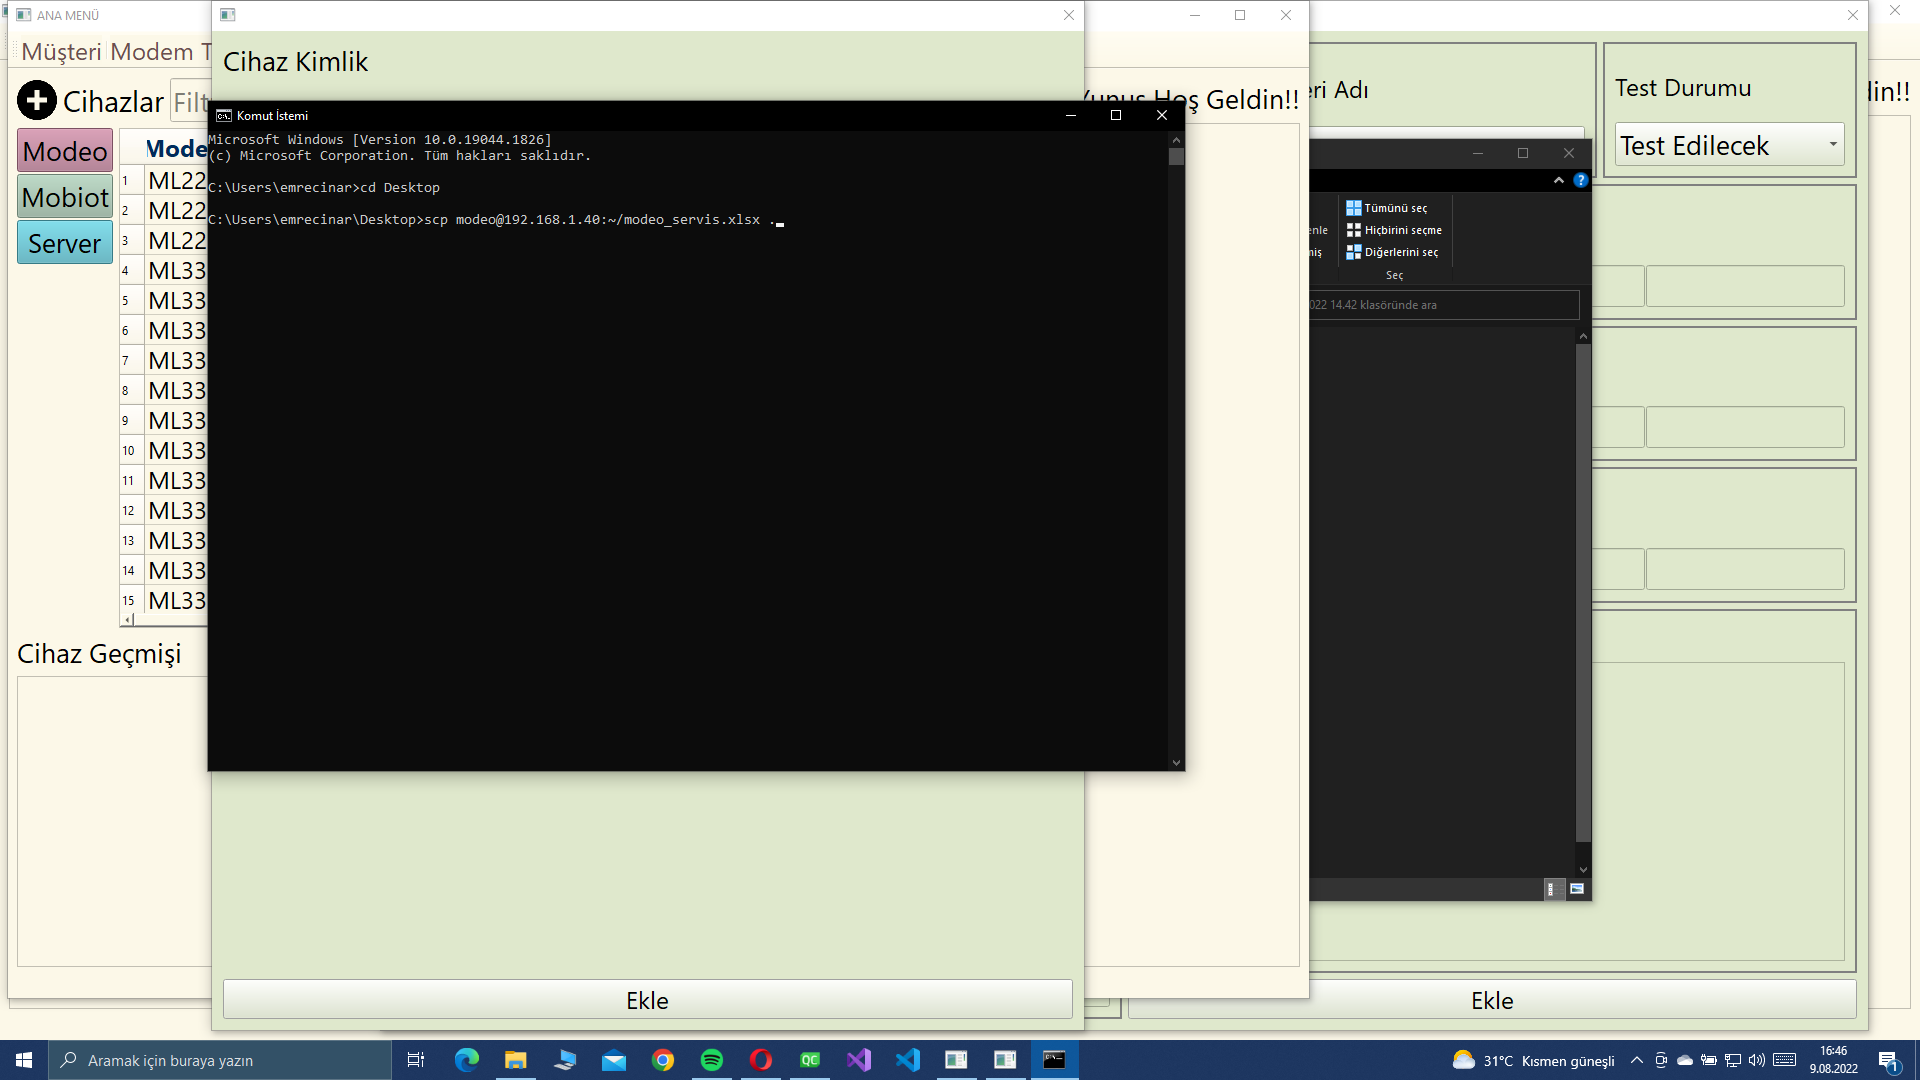 ANA MENÜ
Müşteri Modem T
Cihazlar Filt
Modeo
Mobiot
Server
Mode
1 ML22
2 ML22
3 ML22
4 ML33
5 ML33
6 ML33
7 ML33
8 ML33
9 ML33
10 ML33
11 ML33
12 ML33
13 ML33
14 ML33
15 ML33
Cihaz Geçmişi
Cihaz Kimlik
Komut İstemi
Microsoft Windows [Version 10.0.19044.1826]
(c) Microsoft Corporation. Tüm hakları saklıdır.
C:\Users\emrecinar>cd Desktop
C:\Users\emrecinar\Desktop>scp modeo@192.168.1.40:~/modeo_servis.xlsx .
Ekle
Yunus Hoş Geldin!!
eri Adı
Test Durumu
Test Edilecek
din!!
enle
miş
Tümünü seç
Hiçbirini seçme
Diğerlerini seç
Seç
022 14.42 klasöründe ara
Ekle
Aramak için buraya yazın
QC
31°C Kısmen güneşli
16:46
9.08.2022
1